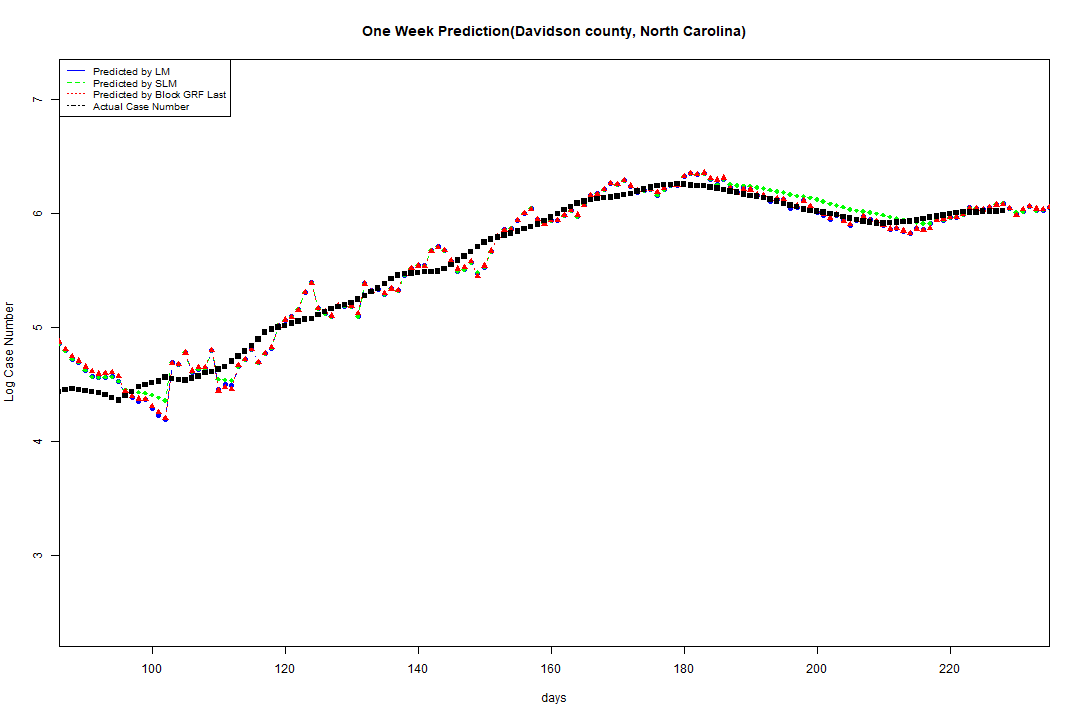 One Week Prediction(Davidson county, North Carolina)
Predicted by LM
Predicted by SLM
Predicted by Block GRF Last
Actual Case Number
7
6
5
4
3
Log Case Number
100 120 140 160 180 200 220
days